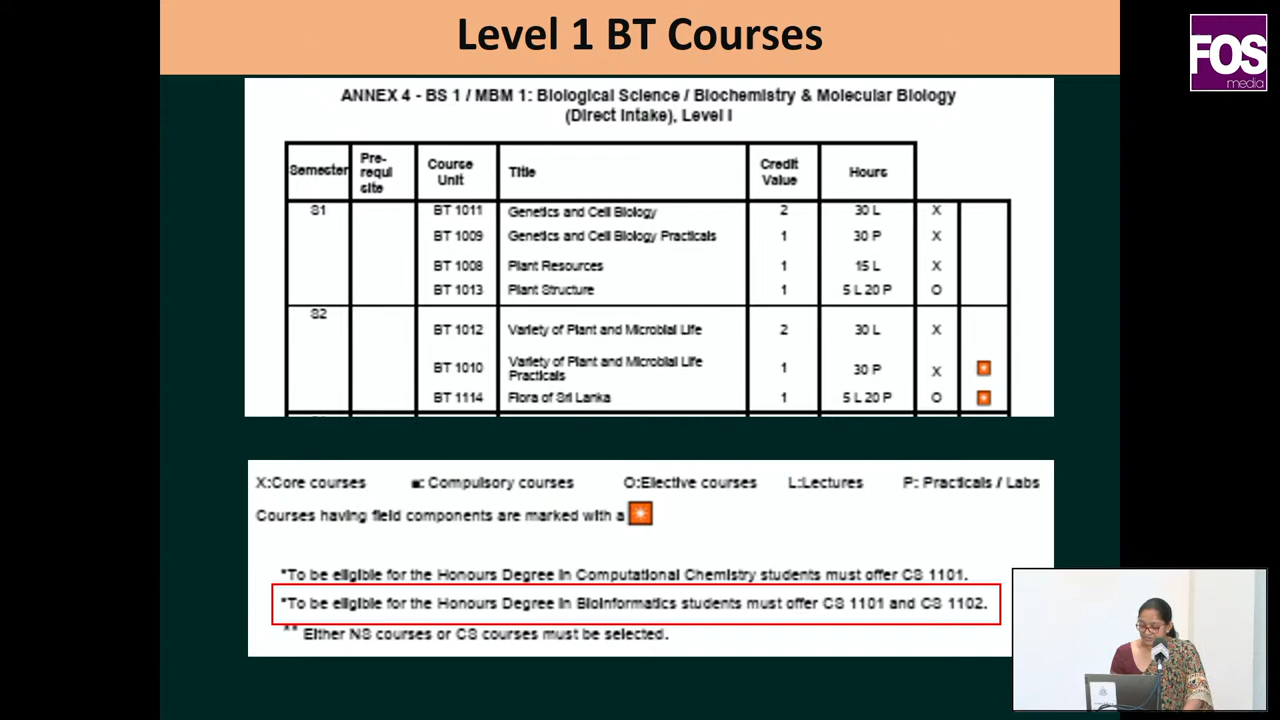 Level 1 BT Courses
FOS
media
ANNEX 4 - BS 1 / MBM 1: Biological Science / Biochemistry & Molecular Biology
(Direct Intake), Level I
Semester Pre-requi site Course Unit Title Credit Value Hours
S1 BT 1011 Genetics and Cell Biology 2 30 L X
BT 1009 Genetics and Cell Biology Practicals 1 30 P X
BT 1008 Plant Resources 1 15 L X
BT 1013 Plant Structure 1 5 L 20 P O
S2
BT 1012 Variety of Plant and Microbial Life 2 30 L X
BT 1010 Variety of Plant and Microbial Life Practicals 1 30 P X
BT 1114 Flora of Sri Lanka 1 5 L 20 P O
X:Core courses ■: Compulsory courses O:Elective courses L:Lectures P: Practicals / Labs
Courses having field components are marked with a
*To be eligible for the Honours Degree in Computational Chemistry students must offer CS 1101.
*To be eligible for the Honours Degree in Bioinformatics students must offer CS 1101 and CS 1102.
** Either NS courses or CS courses must be selected.